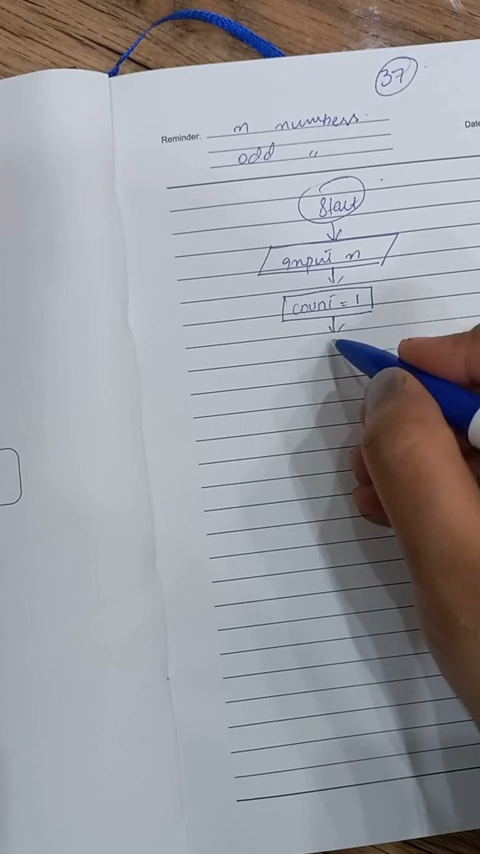 37
Reminder: n numbers.
Date
odd "
Start
input n
count = 1